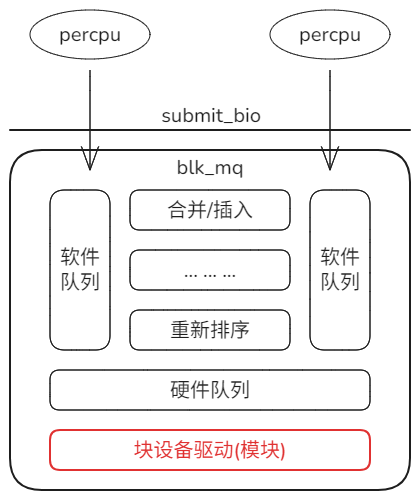 percpu
percpu
submit_bio
blk_mq
软件
队列
合并/插入
... ... ...
重新排序
软件
队列
硬件队列
块设备驱动(模块)